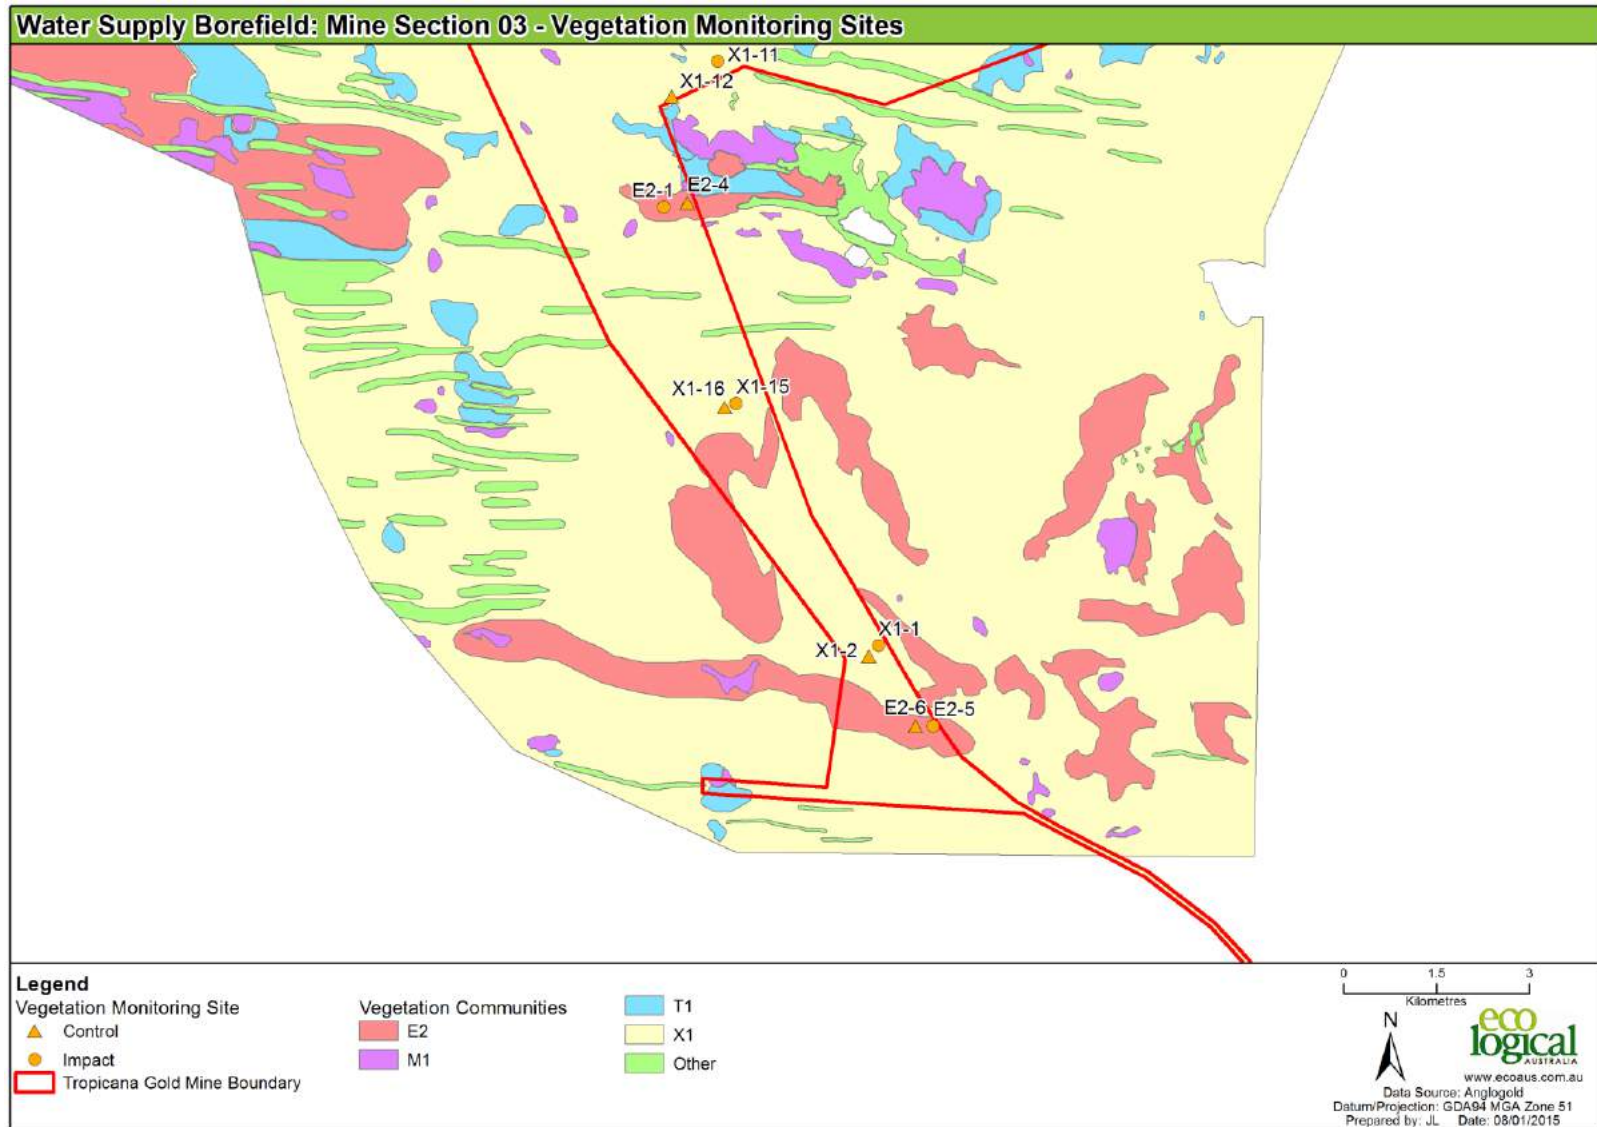 Water Supply Borefield: Mine Section 03 - Vegetation Monitoring Sites
X1-11
X1-12
E2-1
E2-4
X1-16
X1-15
X1-1
X1-2
E2-6
E2-5
Legend
Vegetation Monitoring Site
Control
Impact
Tropicana Gold Mine Boundary
Vegetation Communities
E2
M1
T1
X1
Other
0 1.5 3
Kilometres
N
eco
logical
AUSTRALIA
www.ecoaus.com.au
Data Source: Anglogold
Datum/Projection: GDA94 MGA Zone 51
Prepared by: JL Date: 08/01/2015